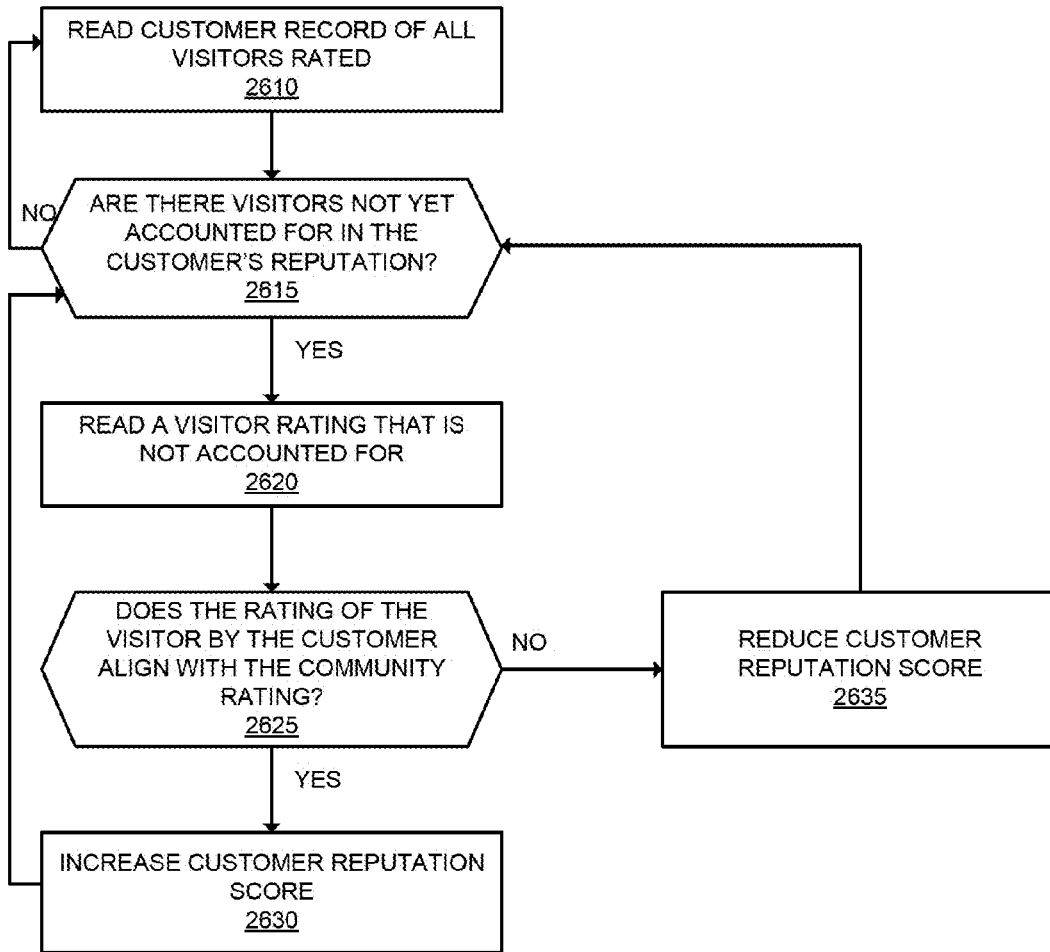 READ CUSTOMER RECORD OF ALL
VISITORS RATED
2610
NO
ARE THERE VISITORS NOT YET
ACCOUNTED FOR IN THE
CUSTOMER'S REPUTATION?
2615
YES
READ A VISITOR RATING THAT IS
NOT ACCOUNTED FOR
2620
DOES THE RATING OF THE
VISITOR BY THE CUSTOMER
ALIGN WITH THE COMMUNITY
RATING?
2625
NO
REDUCE CUSTOMER
REPUTATION SCORE
2635
YES
INCREASE CUSTOMER REPUTATION
SCORE
2630